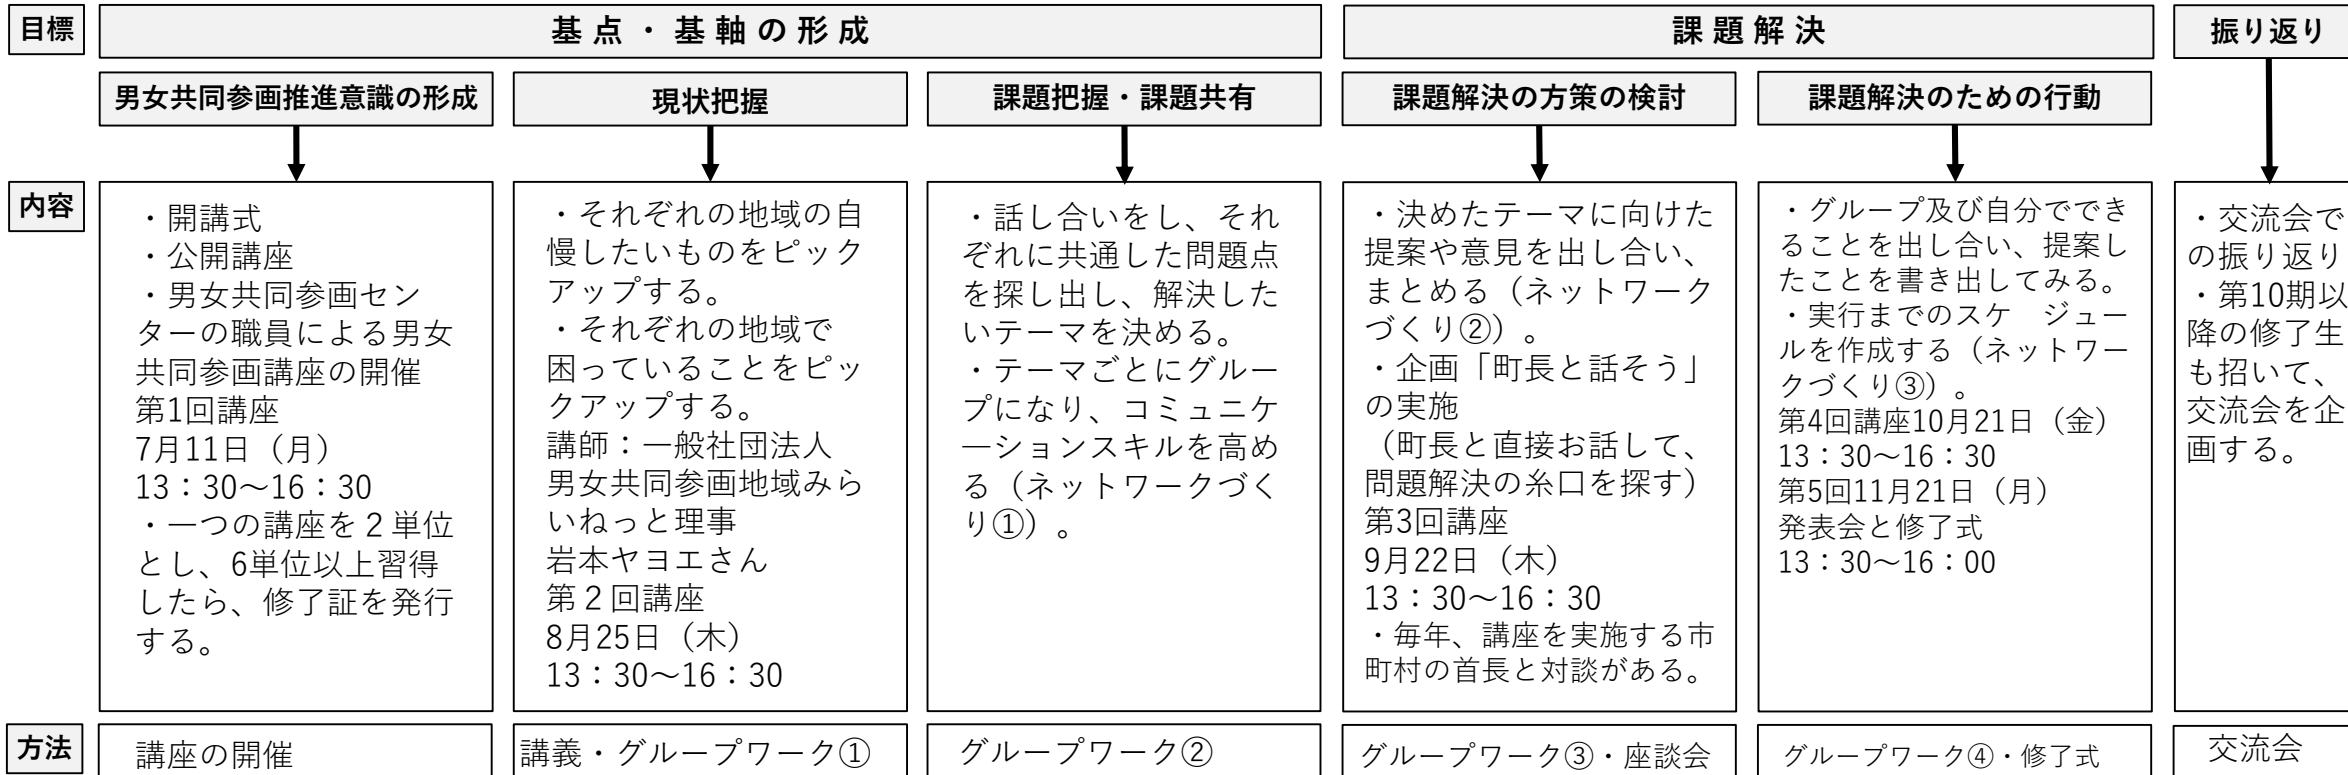 目標
基点・基軸の形成
課題解決
振り返り
男女共同参画推進意識の形成
現状把握
課題把握・課題共有
課題解決の方策の検討
課題解決のための行動
内容
・開講式
・公開講座
・男女共同参画セン
ターの職員による男女
共同参画講座の開催
第1回講座
7月11日（月）
13：30～16：30
・一つの講座を２単位
とし、6単位以上習得
したら、修了証を発行
する。
・それぞれの地域の自
慢したいものをピック
アップする。
・それぞれの地域で
困っていることをピッ
クアップする。
講師：一般社団法人
男女共同参画地域みら
いねっと理事
岩本ヤヨエさん
第２回講座
8月25日（木）
13：30～16：30
・話し合いをし、それ
ぞれに共通した問題点
を探し出し、解決した
いテーマを決める。
・テーマごとにグルー
プになり、コミュニケ
―ションスキルを高め
る（ネットワークづく
り①）。
・決めたテーマに向けた
提案や意見を出し合い、
まとめる（ネットワーク
づくり②）。
・企画「町長と話そう」
の実施
（町長と直接お話して、
問題解決の糸口を探す）
第3回講座
9月22日（木）
13：30～16：30
・毎年、講座を実施する市
町村の首長と対談がある。
・グループ及び自分ででき
ることを出し合い、提案し
たことを書き出してみる。
・実行までのスケ　ジュー
ルを作成する（ネットワー
クづくり③）。
第4回講座10月21日（金）
13：30～16：30
第5回11月21日（月）
発表会と修了式
13：30～16：00
・交流会で
の振り返り
・第10期以
降の修了生
も招いて、
交流会を企
画する。
方法
講座の開催
講義・グループワーク①
グループワーク②
グループワーク③・座談会
グループワーク④・修了式
交流会